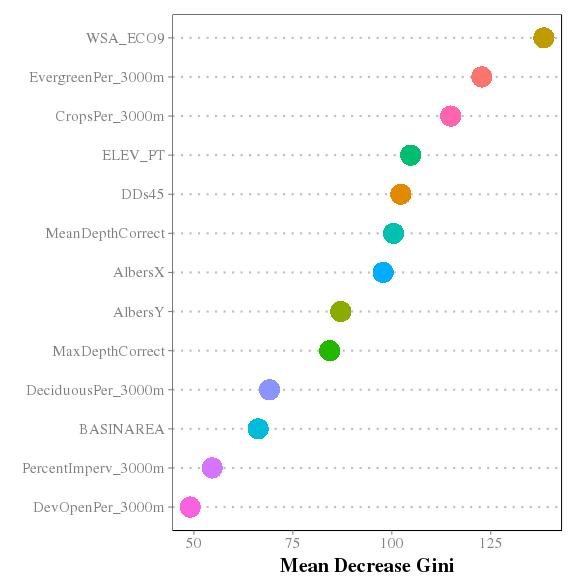 WSA_ECO9
EvergreenPer_3000m
CropsPer_3000m
ELEV_PT
DDs45
MeanDepthCorrect
AlbersX
AlbersY
MaxDepthCorrect
DeciduousPer_3000m
BASINAREA
PercentImperv_3000m
DevOpenPer_3000m
50 75 100 125
Mean Decrease Gini